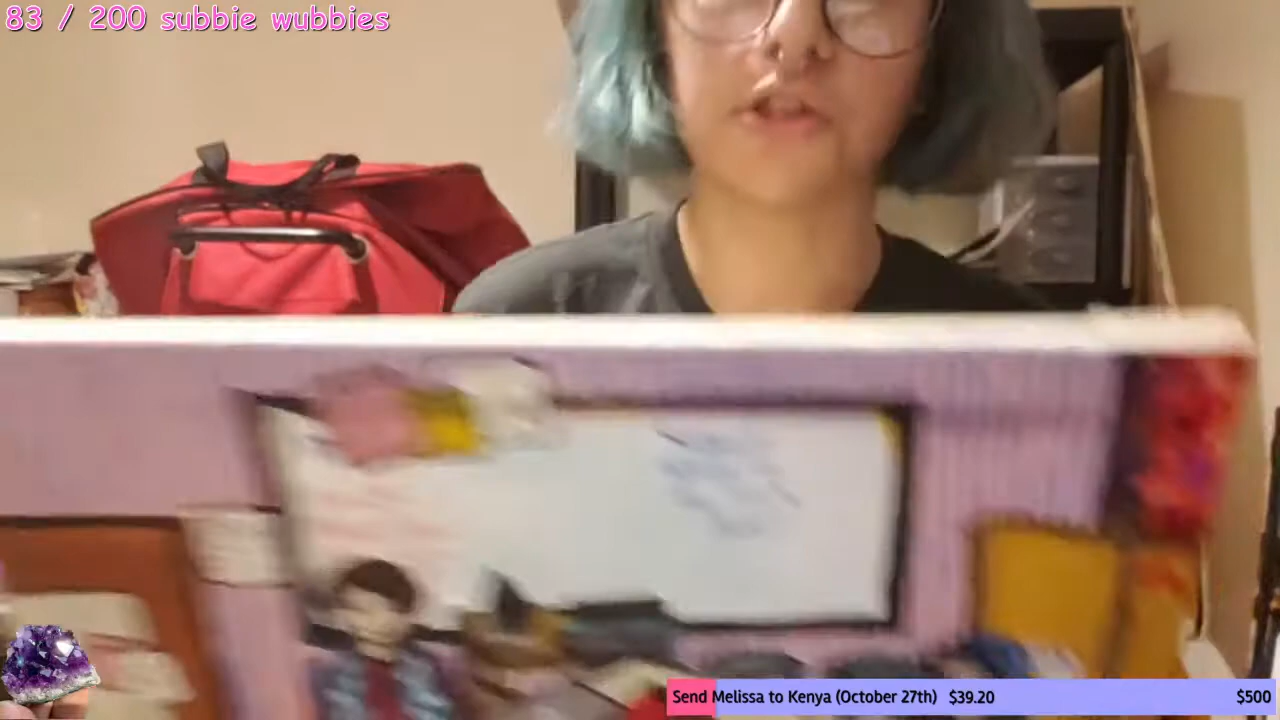 83 / 200 subbie wubbies
Send Melissa to Kenya (October 27th) $39.20 $500